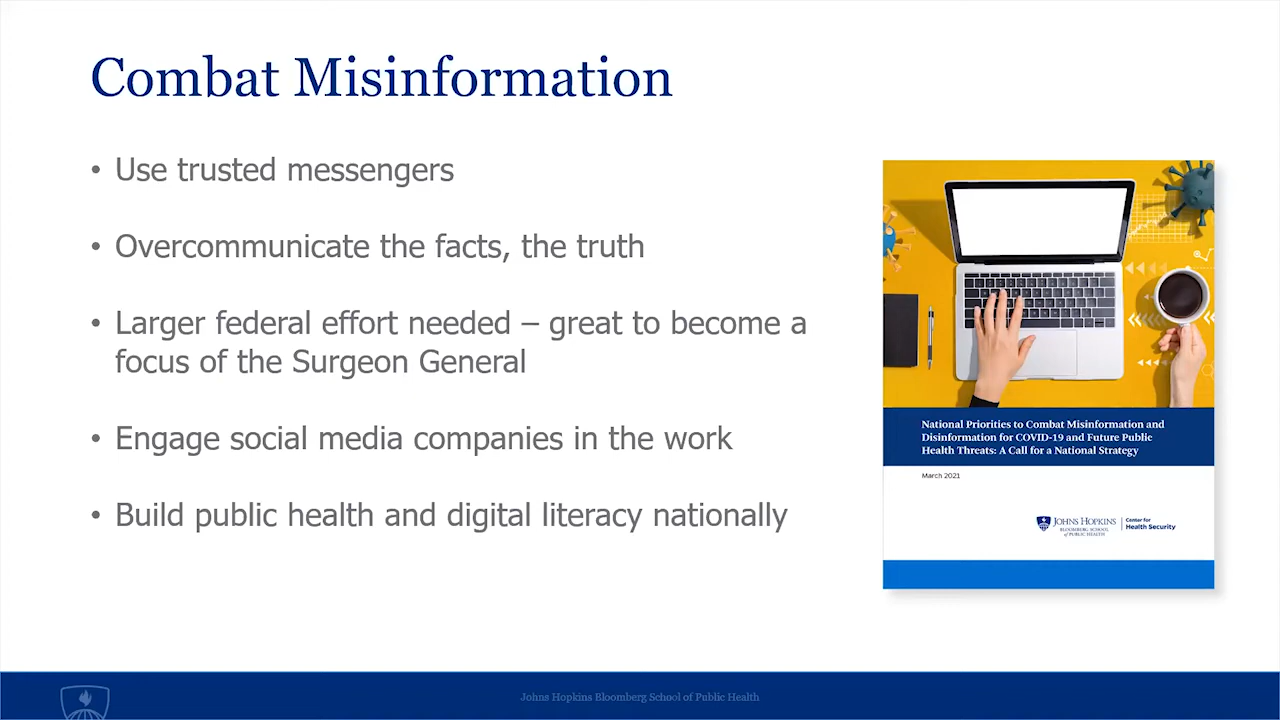 Combat Misinformation
• Use trusted messengers
• Overcommunicate the facts, the truth
• Larger federal effort needed – great to become a
focus of the Surgeon General
• Engage social media companies in the work
• Build public health and digital literacy nationally
National Priorities to Combat Misinformation and
Disinformation for COVID-19 and Future Public
Health Threats: A Call for a National Strategy
March 2021
JOHNS HOPKINS
BLOOMBERG SCHOOL
of PUBLIC HEALTH
Center for
Health Security
Johns Hopkins Bloomberg School of Public Health